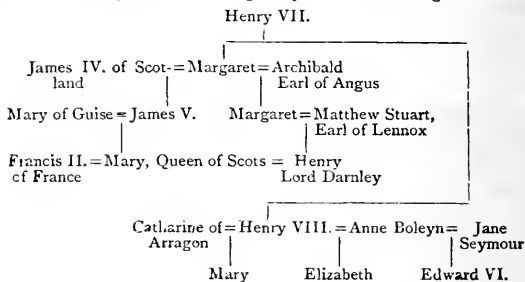 Henry VII.
James IV. of Scot- = Margaret = Archibald
land Earl of Angus
Mary of Guise = James V. Margaret = Matthew Stuart,
Earl of Lennox
Francis II. = Mary, Queen of Scots = Henry
of France Lord Darnley
Catharine of = Henry VIII. = Anne Boleyn = Jane
Arragon Seymour
Mary Elizabeth Edward VI.